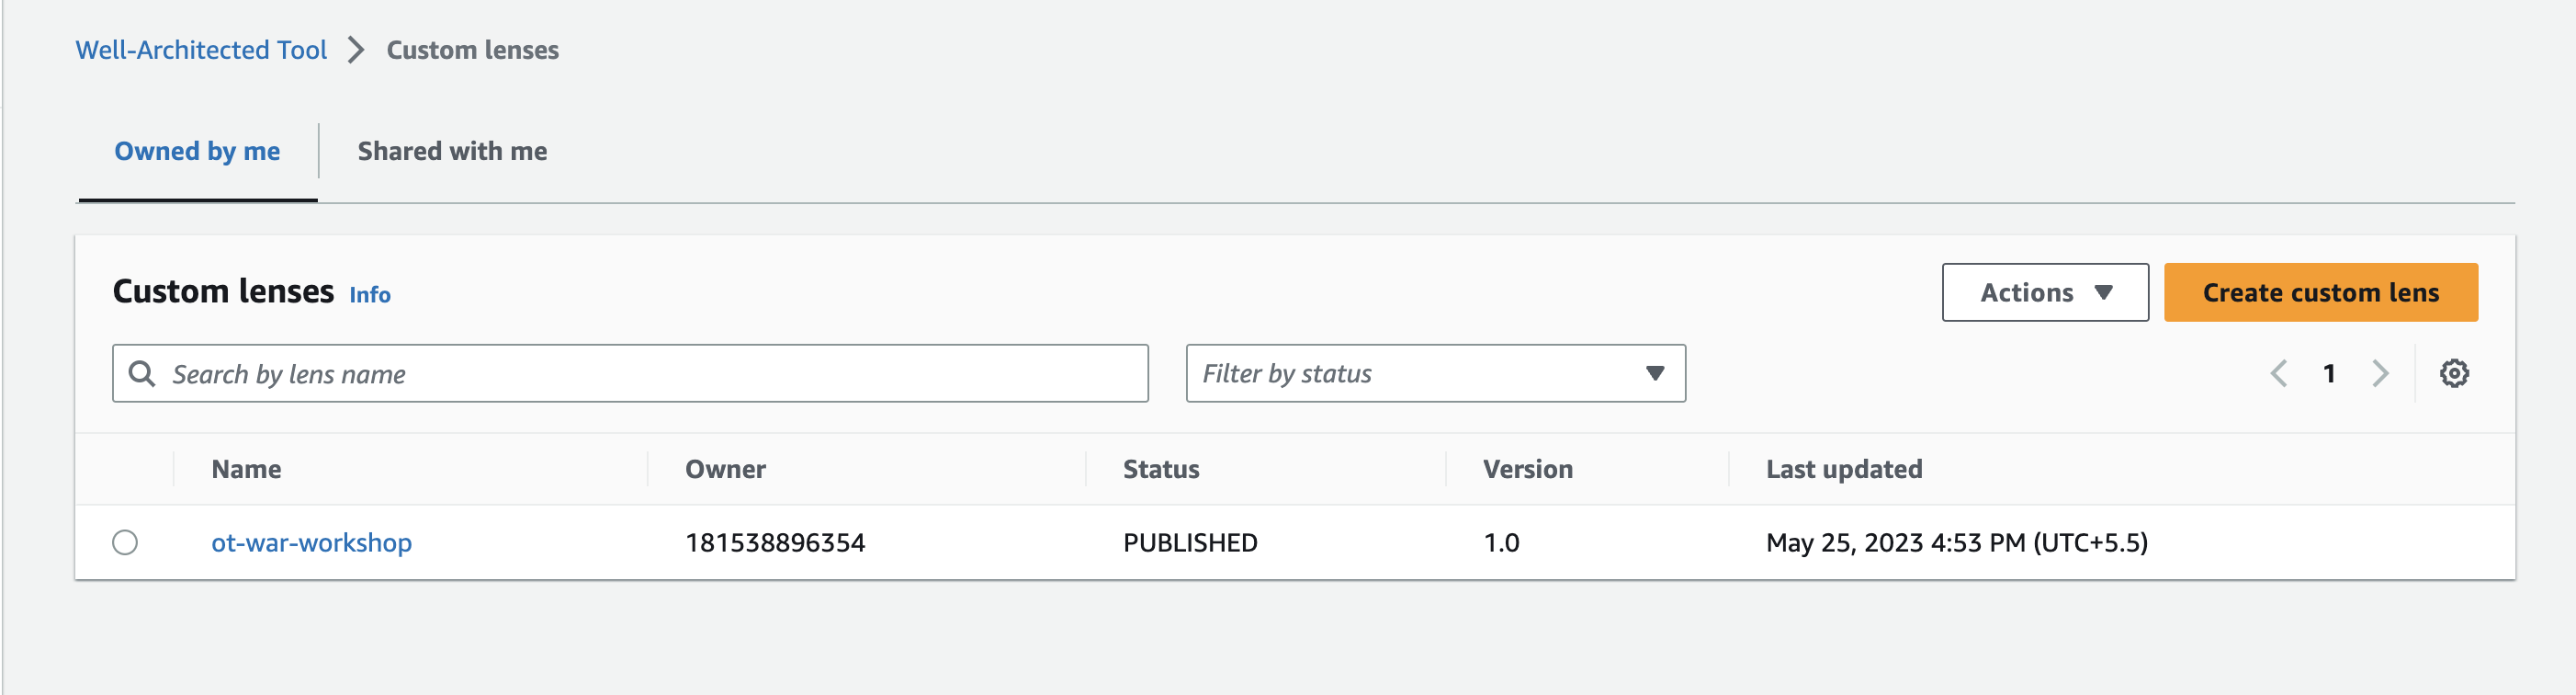 Well-Architected Tool > Custom lenses
Owned by me Shared with me
Custom lenses Info Actions Create custom lens
Search by lens name Filter by status 1
Name Owner Status Version Last updated
ot-war-workshop 181538896354 PUBLISHED 1.0 May 25, 2023 4:53 PM (UTC+5.5)